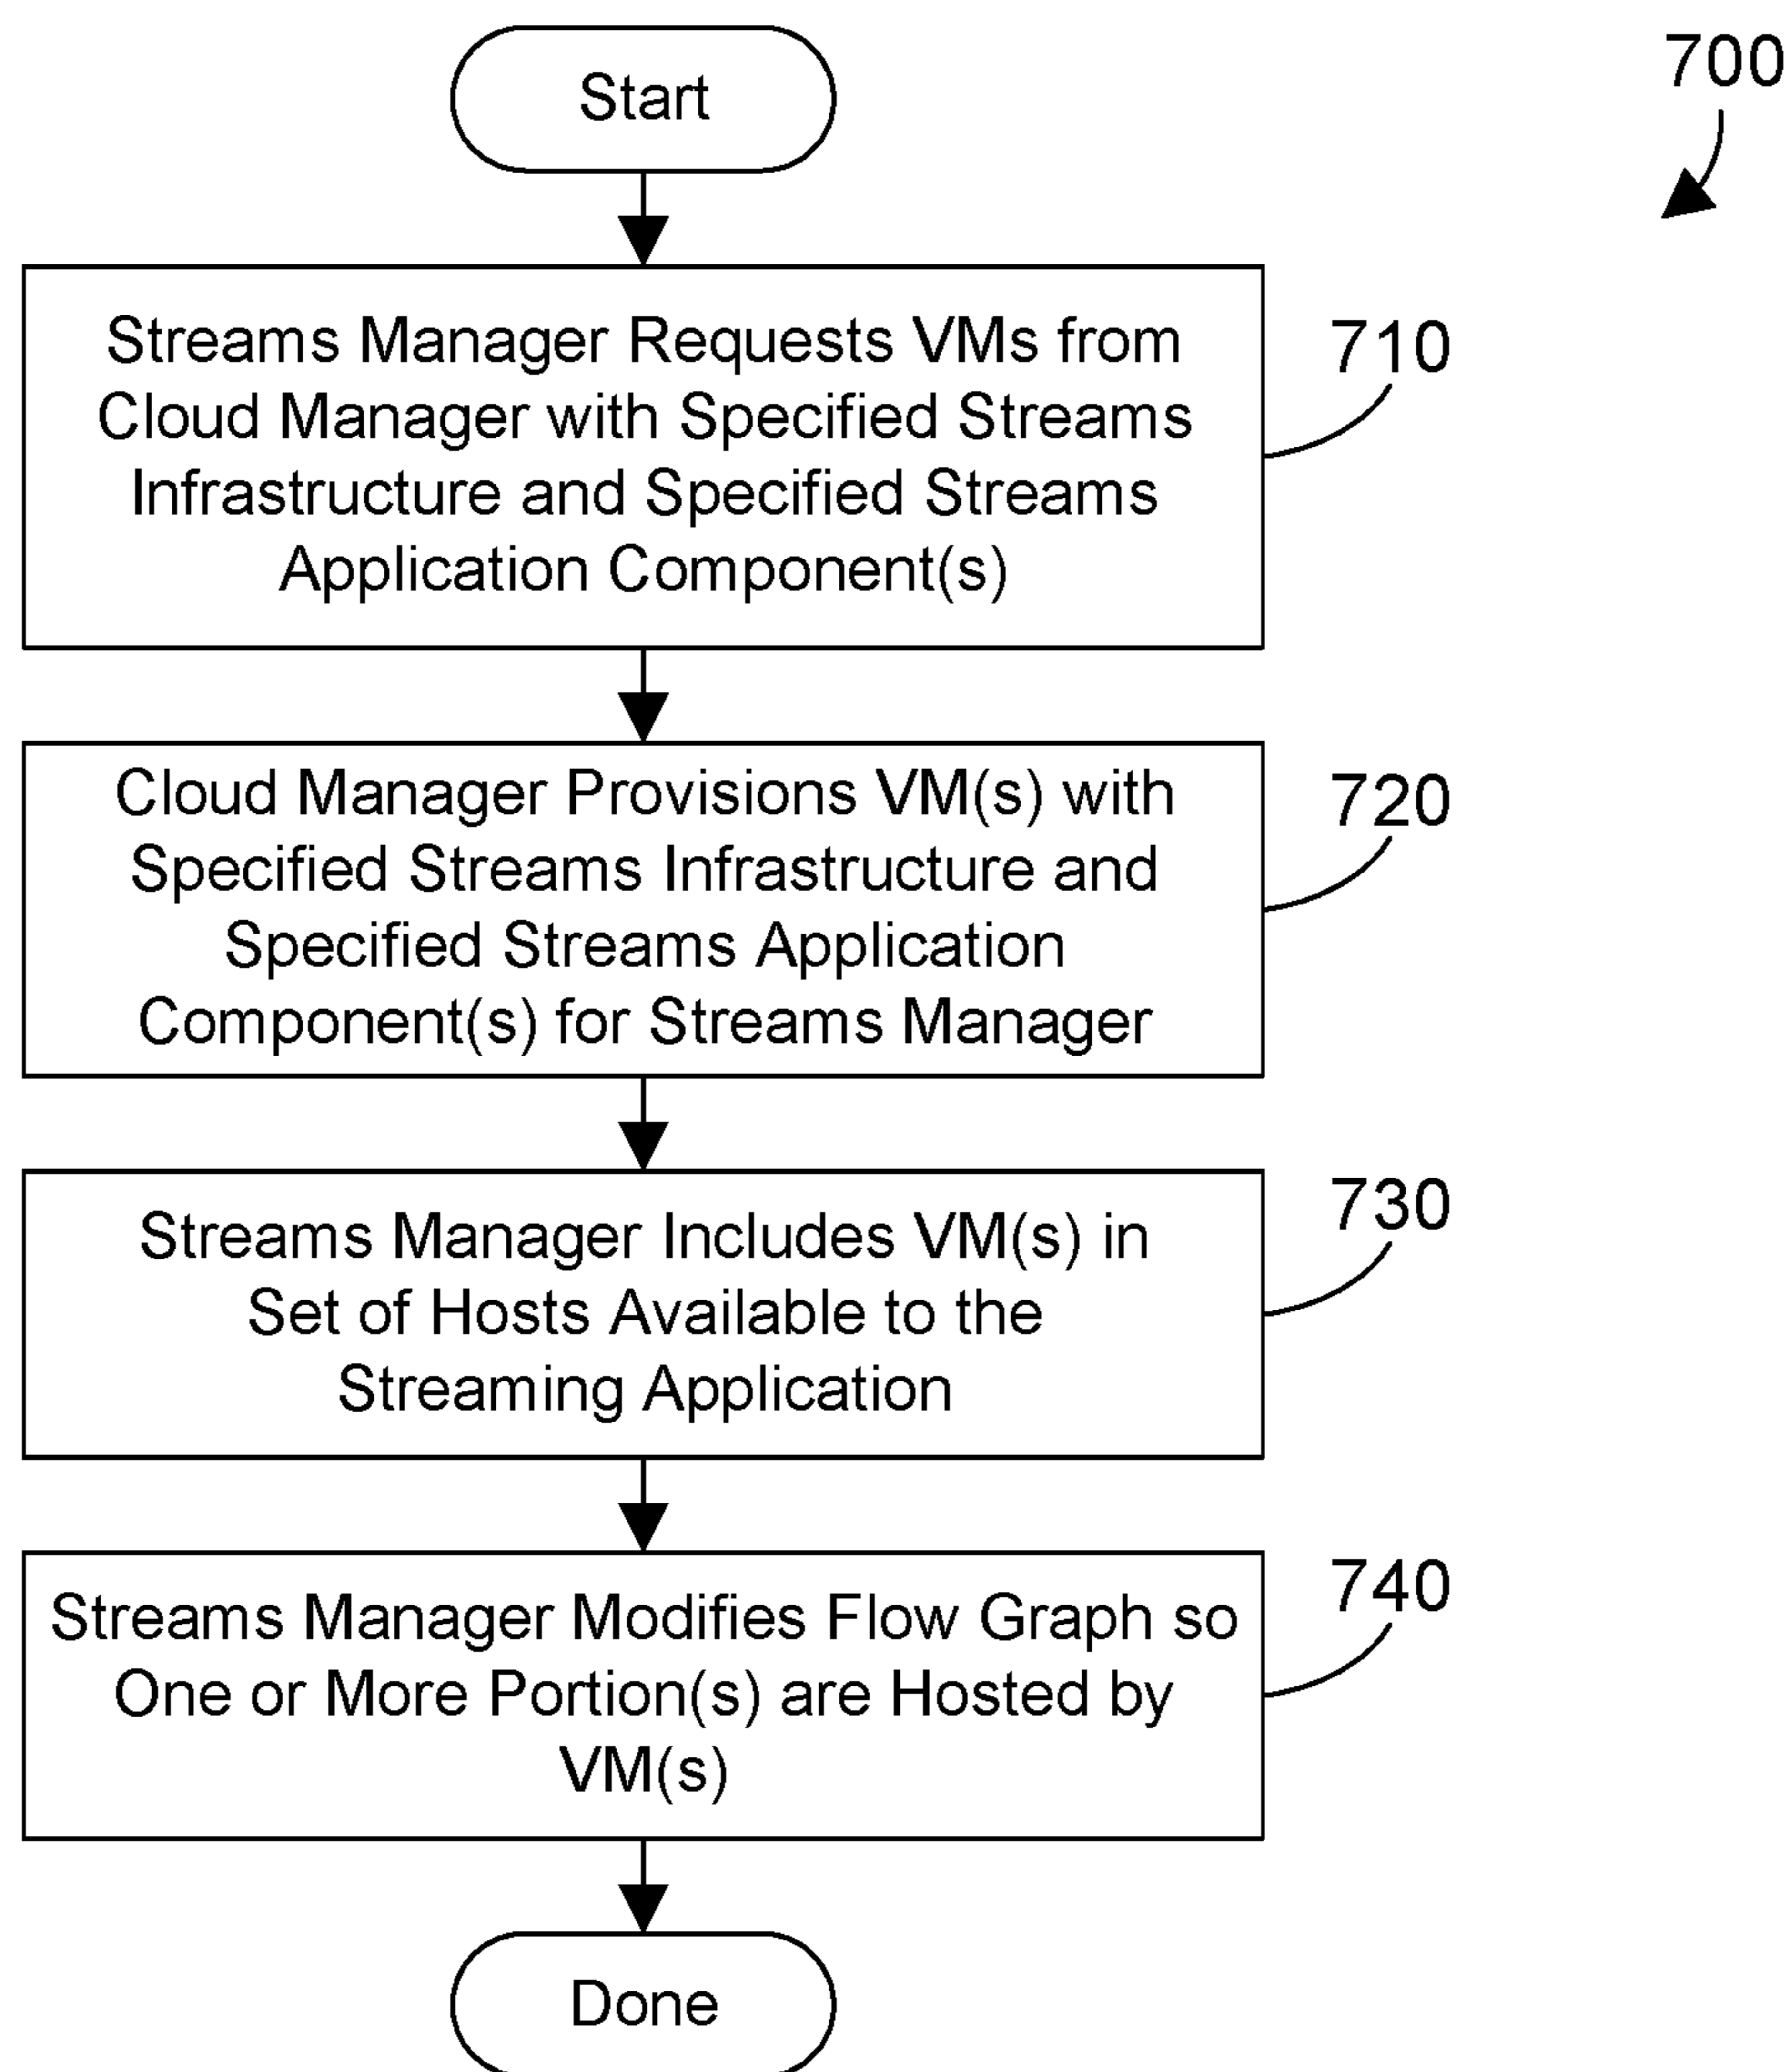 Start
700
Streams Manager Requests VMs from
Cloud Manager with Specified Streams
Infrastructure and Specified Streams
Application Component(s)
710
Cloud Manager Provisions VM(s) with
Specified Streams Infrastructure and
Specified Streams Application
Component(s) for Streams Manager
720
Streams Manager Includes VM(s) in
Set of Hosts Available to the
Streaming Application
730
Streams Manager Modifies Flow Graph so
One or More Portion(s) are Hosted by
VM(s)
740
Done